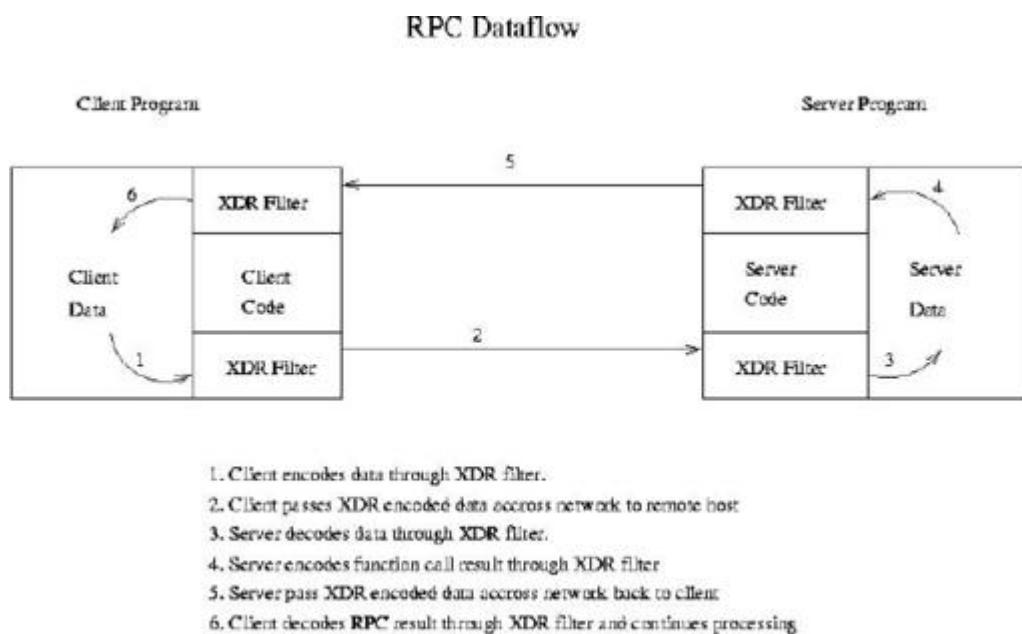 RPC Dataflow
Client Program
Server Program
5
6
XDR Filter
XDR Filter
4
Client
Data
Client
Code
Server
Code
Server
Data
2
1
XDR Filter
XDR Filter
3
1. Client encodes data through XDR filter.
2. Client passes XDR encoded data accross network to remote host
3. Server decodes data through XDR filter.
4. Server encodes function call result through XDR filter
5. Server pass XDR encoded data accross network back to client
6. Client decodes RPC result through XDR filter and continues processing